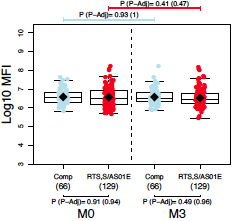 P (P–Adj)= 0.41 (0.47)
P (P–Adj)= 0.93 (1)
Log10 MFI
10
9
8
7
6
5
4
3
Comp RTS,S/AS01E Comp RTS,S/AS01E
(66) (129) (66) (129)
P (P–Adj)= 0.91 (0.94) P (P–Adj)= 0.49 (0.96)
M0 M3